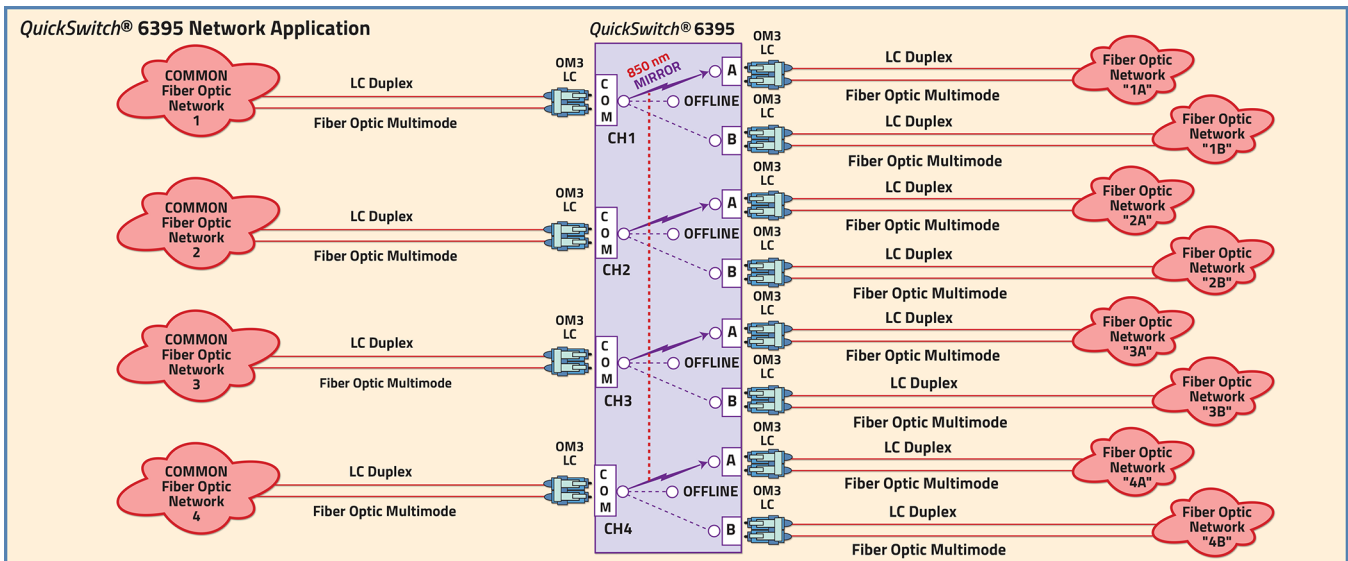 QuickSwitch® 6395 Network Application
QuickSwitch® 6395
COMMON
Fiber Optic
Network
1
LC Duplex
Fiber Optic Multimode
OM3
LC
COM
CH1
850 nm
MIRROR
A
OFFLINE
B
OM3
LC
LC Duplex
Fiber Optic Multimode
Fiber Optic
Network
"1A"
OM3
LC
LC Duplex
Fiber Optic Multimode
Fiber Optic
Network
"1B"
COMMON
Fiber Optic
Network
2
LC Duplex
Fiber Optic Multimode
OM3
LC
COM
CH2
A
OFFLINE
B
OM3
LC
LC Duplex
Fiber Optic Multimode
Fiber Optic
Network
"2A"
OM3
LC
LC Duplex
Fiber Optic Multimode
Fiber Optic
Network
"2B"
COMMON
Fiber Optic
Network
3
LC Duplex
Fiber Optic Multimode
OM3
LC
COM
CH3
A
OFFLINE
B
OM3
LC
LC Duplex
Fiber Optic Multimode
Fiber Optic
Network
"3A"
OM3
LC
LC Duplex
Fiber Optic Multimode
Fiber Optic
Network
"3B"
COMMON
Fiber Optic
Network
4
LC Duplex
Fiber Optic Multimode
OM3
LC
COM
CH4
A
OFFLINE
B
OM3
LC
LC Duplex
Fiber Optic Multimode
Fiber Optic
Network
"4A"
OM3
LC
LC Duplex
Fiber Optic Multimode
Fiber Optic
Network
"4B"